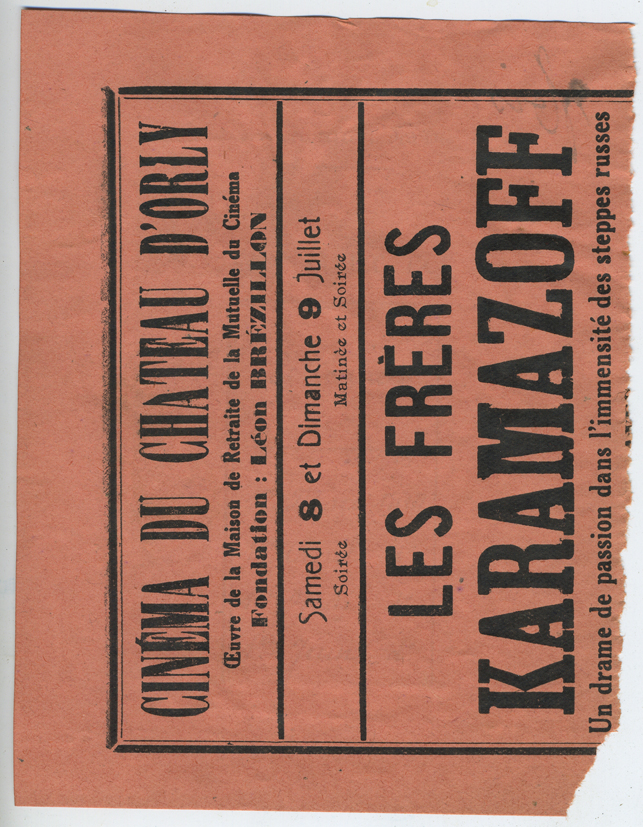 CINÉMA DU CHATEAU D'ORLY
Œuvre de la Maison de Retraite de la Mutuelle du Cinéma
Fondation : Léon BRÉZILLON
Samedi 8 et Dimanche 9 Juillet
Soirée Matinée et Soirée
LES FRÈRES
KARAMAZOFF
Un drame de passion dans l'immensité des steppes russes